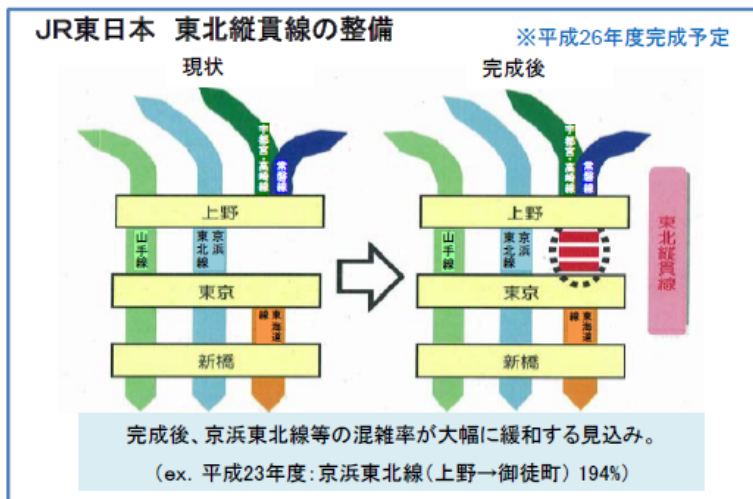 JR東日本 東北縦貫線の整備
※平成26年度完成予定
現状
宇都宮・高崎線
常磐線
上野
山手線
京浜
東北線
東京
東海道
線
新橋
完成後
宇都宮・高崎線
常磐線
上野
山手線
京浜
東北線
東京
東海道
線
新橋
東北縦貫線
完成後、京浜東北線等の混雑率が大幅に緩和する見込み。
(ex. 平成23年度:京浜東北線(上野→御徒町) 194%)